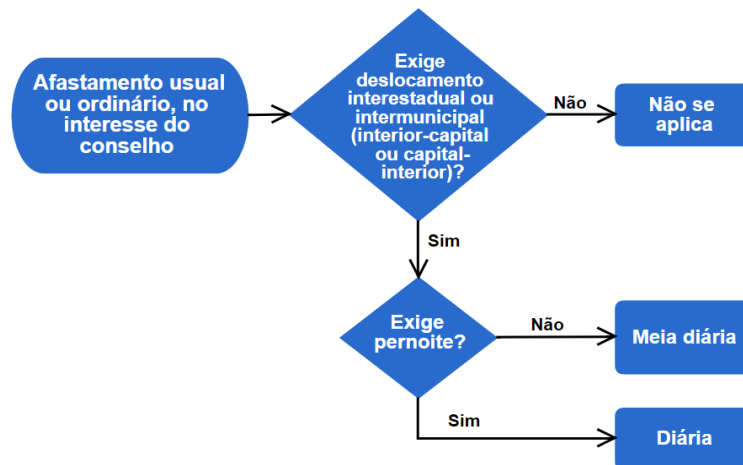 Afastamento usual
ou ordinário, no
interesse do
conselho
Exige
deslocamento
interestadual ou
intermunicipal
(interior-capital
ou capital-
interior)?
Não
Não se
aplica
Sim
Exige
pernoite?
Não
Meia diária
Sim
Diária